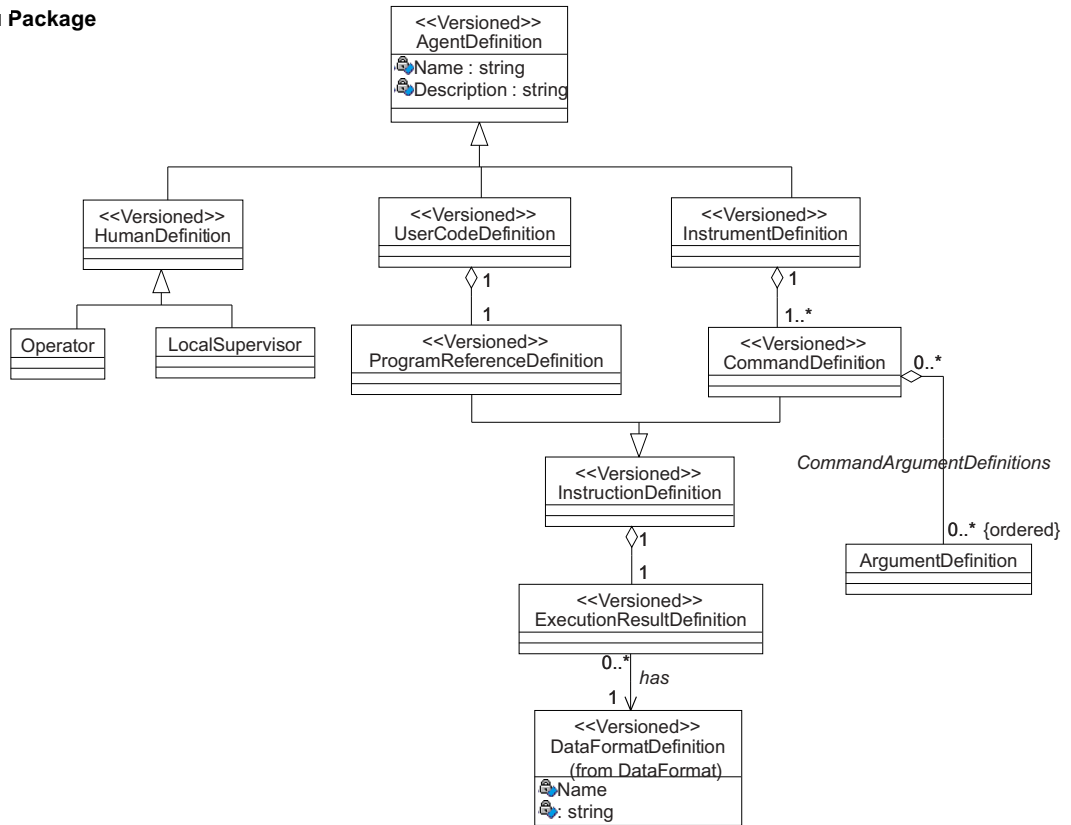 Package
<<Versioned>>
AgentDefinition
Name : string
Description : string
<<Versioned>>
HumanDefinition
<<Versioned>>
UserCodeDefinition
<<Versioned>>
InstrumentDefinition
1
1
1
1..*
Operator
LocalSupervisor
<<Versioned>>
ProgramReferenceDefinition
<<Versioned>>
CommandDefinition
0..*
CommandArgumentDefinitions
<<Versioned>>
InstructionDefinition
1
1
0..* {ordered}
ArgumentDefinition
<<Versioned>>
ExecutionResultDefinition
0..*
has
1
<<Versioned>>
DataFormatDefinition
(from DataFormat)
Name
: string